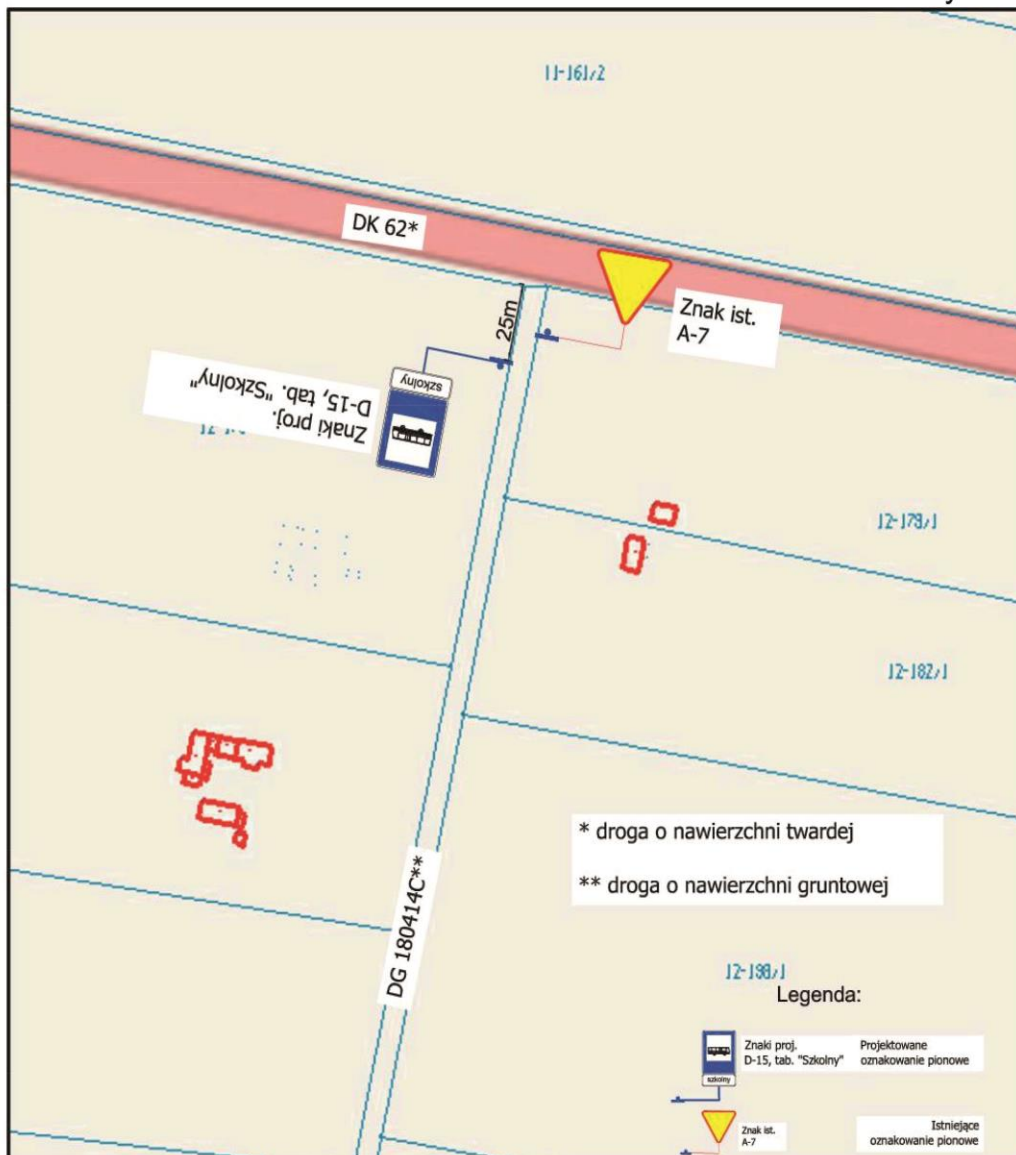 11-161/2
DK 62*
25m
Znak ist.
A-7
szkolny
Znaki proj.
D-15, tab. "Szkolny"
12-179/1
12-182/1
* droga o nawierzchni twardej
** droga o nawierzchni gruntowej
DG 180414C**
12-198/1
Legenda:
Znaki proj.
D-15, tab. "Szkolny"
Projektowane
oznakowanie pionowe
szkolny
Znak ist.
A-7
Istniejące
oznakowanie pionowe